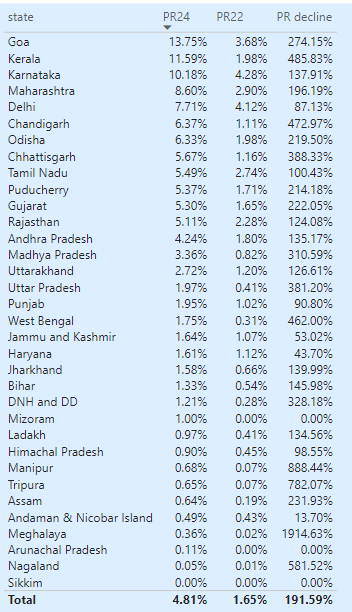 state PR24 PR22 PR decline
Goa 13.75% 3.68% 274.15%
Kerala 11.59% 1.98% 485.83%
Karnataka 10.18% 4.28% 137.91%
Maharashtra 8.60% 2.90% 196.19%
Delhi 7.71% 4.12% 87.13%
Chandigarh 6.37% 1.11% 472.97%
Odisha 6.33% 1.98% 219.50%
Chhattisgarh 5.67% 1.16% 388.33%
Tamil Nadu 5.49% 2.74% 100.43%
Puducherry 5.37% 1.71% 214.18%
Gujarat 5.30% 1.65% 222.05%
Rajasthan 5.11% 2.28% 124.08%
Andhra Pradesh 4.24% 1.80% 135.17%
Madhya Pradesh 3.36% 0.82% 310.59%
Uttarakhand 2.72% 1.20% 126.61%
Uttar Pradesh 1.97% 0.41% 381.20%
Punjab 1.95% 1.02% 90.80%
West Bengal 1.75% 0.31% 462.00%
Jammu and Kashmir 1.64% 1.07% 53.02%
Haryana 1.61% 1.12% 43.70%
Jharkhand 1.58% 0.66% 139.99%
Bihar 1.33% 0.54% 145.98%
DNH and DD 1.21% 0.28% 328.18%
Mizoram 1.00% 0.00% 0.00%
Ladakh 0.97% 0.41% 134.56%
Himachal Pradesh 0.90% 0.45% 98.55%
Manipur 0.68% 0.07% 888.44%
Tripura 0.65% 0.07% 782.07%
Assam 0.64% 0.19% 231.93%
Andaman & Nicobar Island 0.49% 0.43% 13.70%
Meghalaya 0.36% 0.02% 1914.63%
Arunachal Pradesh 0.11% 0.00% 0.00%
Nagaland 0.05% 0.01% 581.52%
Sikkim 0.00% 0.00% 0.00%
Total 4.81% 1.65% 191.59%